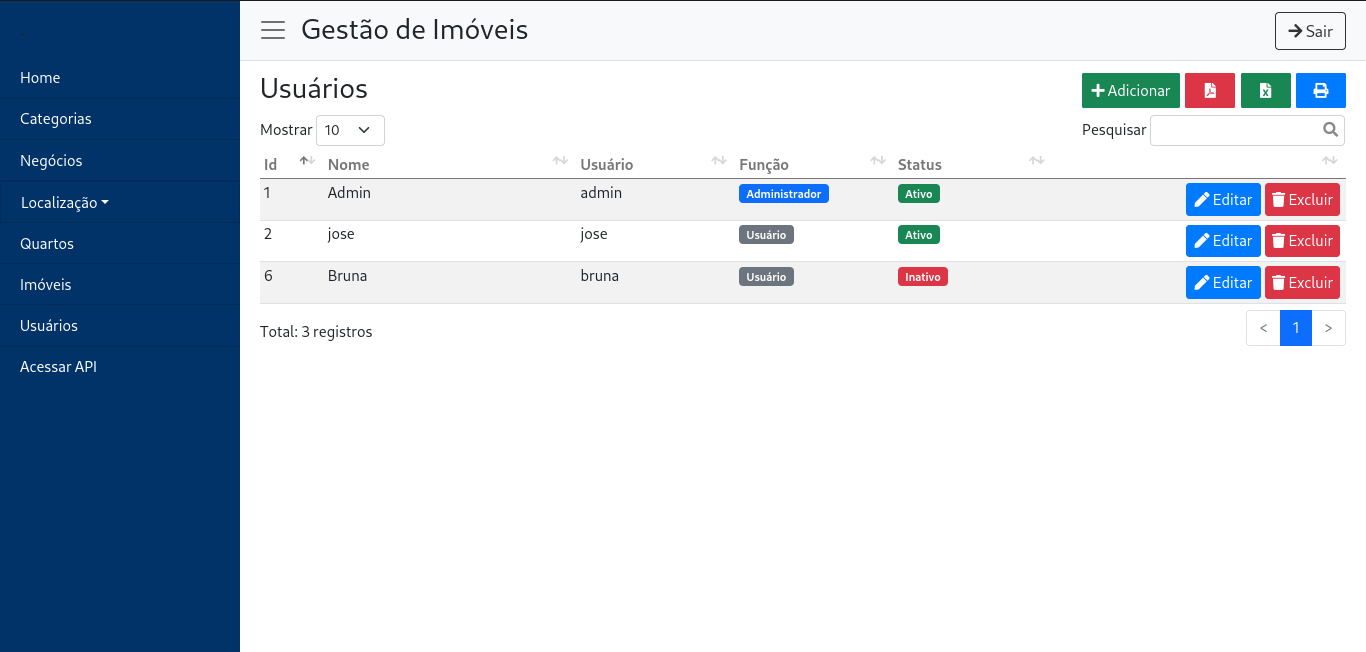 Gestão de Imóveis
Sair
Home
Categorias
Negócios
Localização
Quartos
Imóveis
Usuários
Acessar API
Usuários
Adicionar
Mostrar 10
Pesquisar
Id Nome Usuário Função Status
1 Admin admin Administrador Ativo Editar Excluir
2 jose jose Usuário Ativo Editar Excluir
6 Bruna bruna Usuário Inativo Editar Excluir
Total: 3 registros
< 1 >